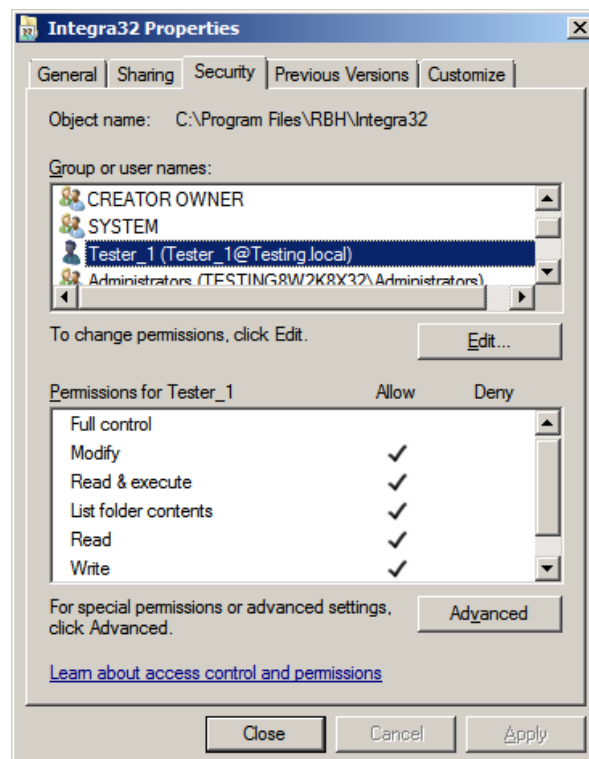 Integra32 Properties
General Sharing Security Previous Versions Customize
Object name: C:\Program Files\RBH\Integra32
Group or user names:
CREATOR OWNER
SYSTEM
Tester_1 (Tester_1@Testing.local)
Administrators (TESTING8W2K8X32\Administrators)
To change permissions, click Edit.
Edit...
Permissions for Tester_1 Allow Deny
Full control
Modify
Read & execute
List folder contents
Read
Write
For special permissions or advanced settings,
click Advanced.
Advanced
Learn about access control and permissions
Close Cancel Apply